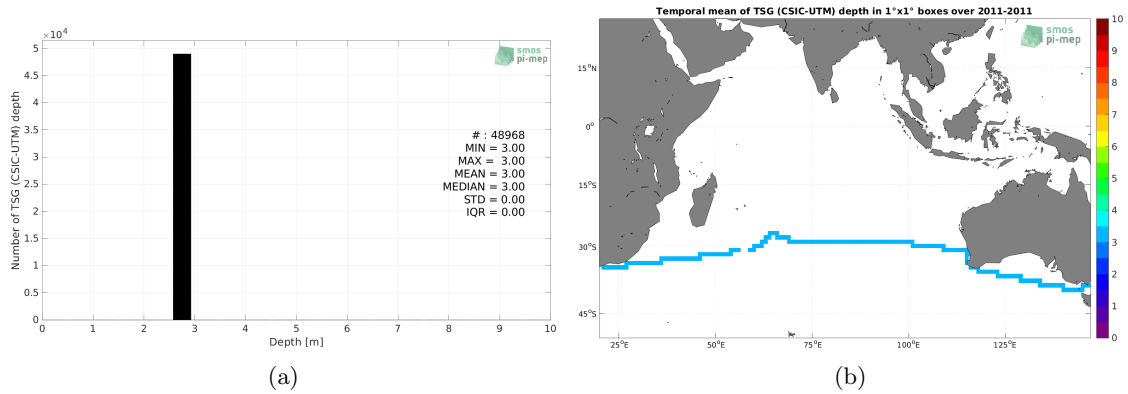 ×10⁴
5
4.5
4
3.5
3
2.5
2
1.5
1
0.5
0
Number of TSG (CSIC-UTM) depth
smos
pi-mep
# : 48968
MIN = 3.00
MAX = 3.00
MEAN = 3.00
MEDIAN = 3.00
STD = 0.00
IQR = 0.00
0 1 2 3 4 5 6 7 8 9 10
Depth [m]
(a)
Temporal mean of TSG (CSIC-UTM) depth in 1°x1° boxes over 2011-2011
smos
pi-mep
15°N
0°
15°S
30°S
45°S
25°E 50°E 75°E 100°E 125°E
10
9
8
7
6
5
4
3
2
1
0
(b)